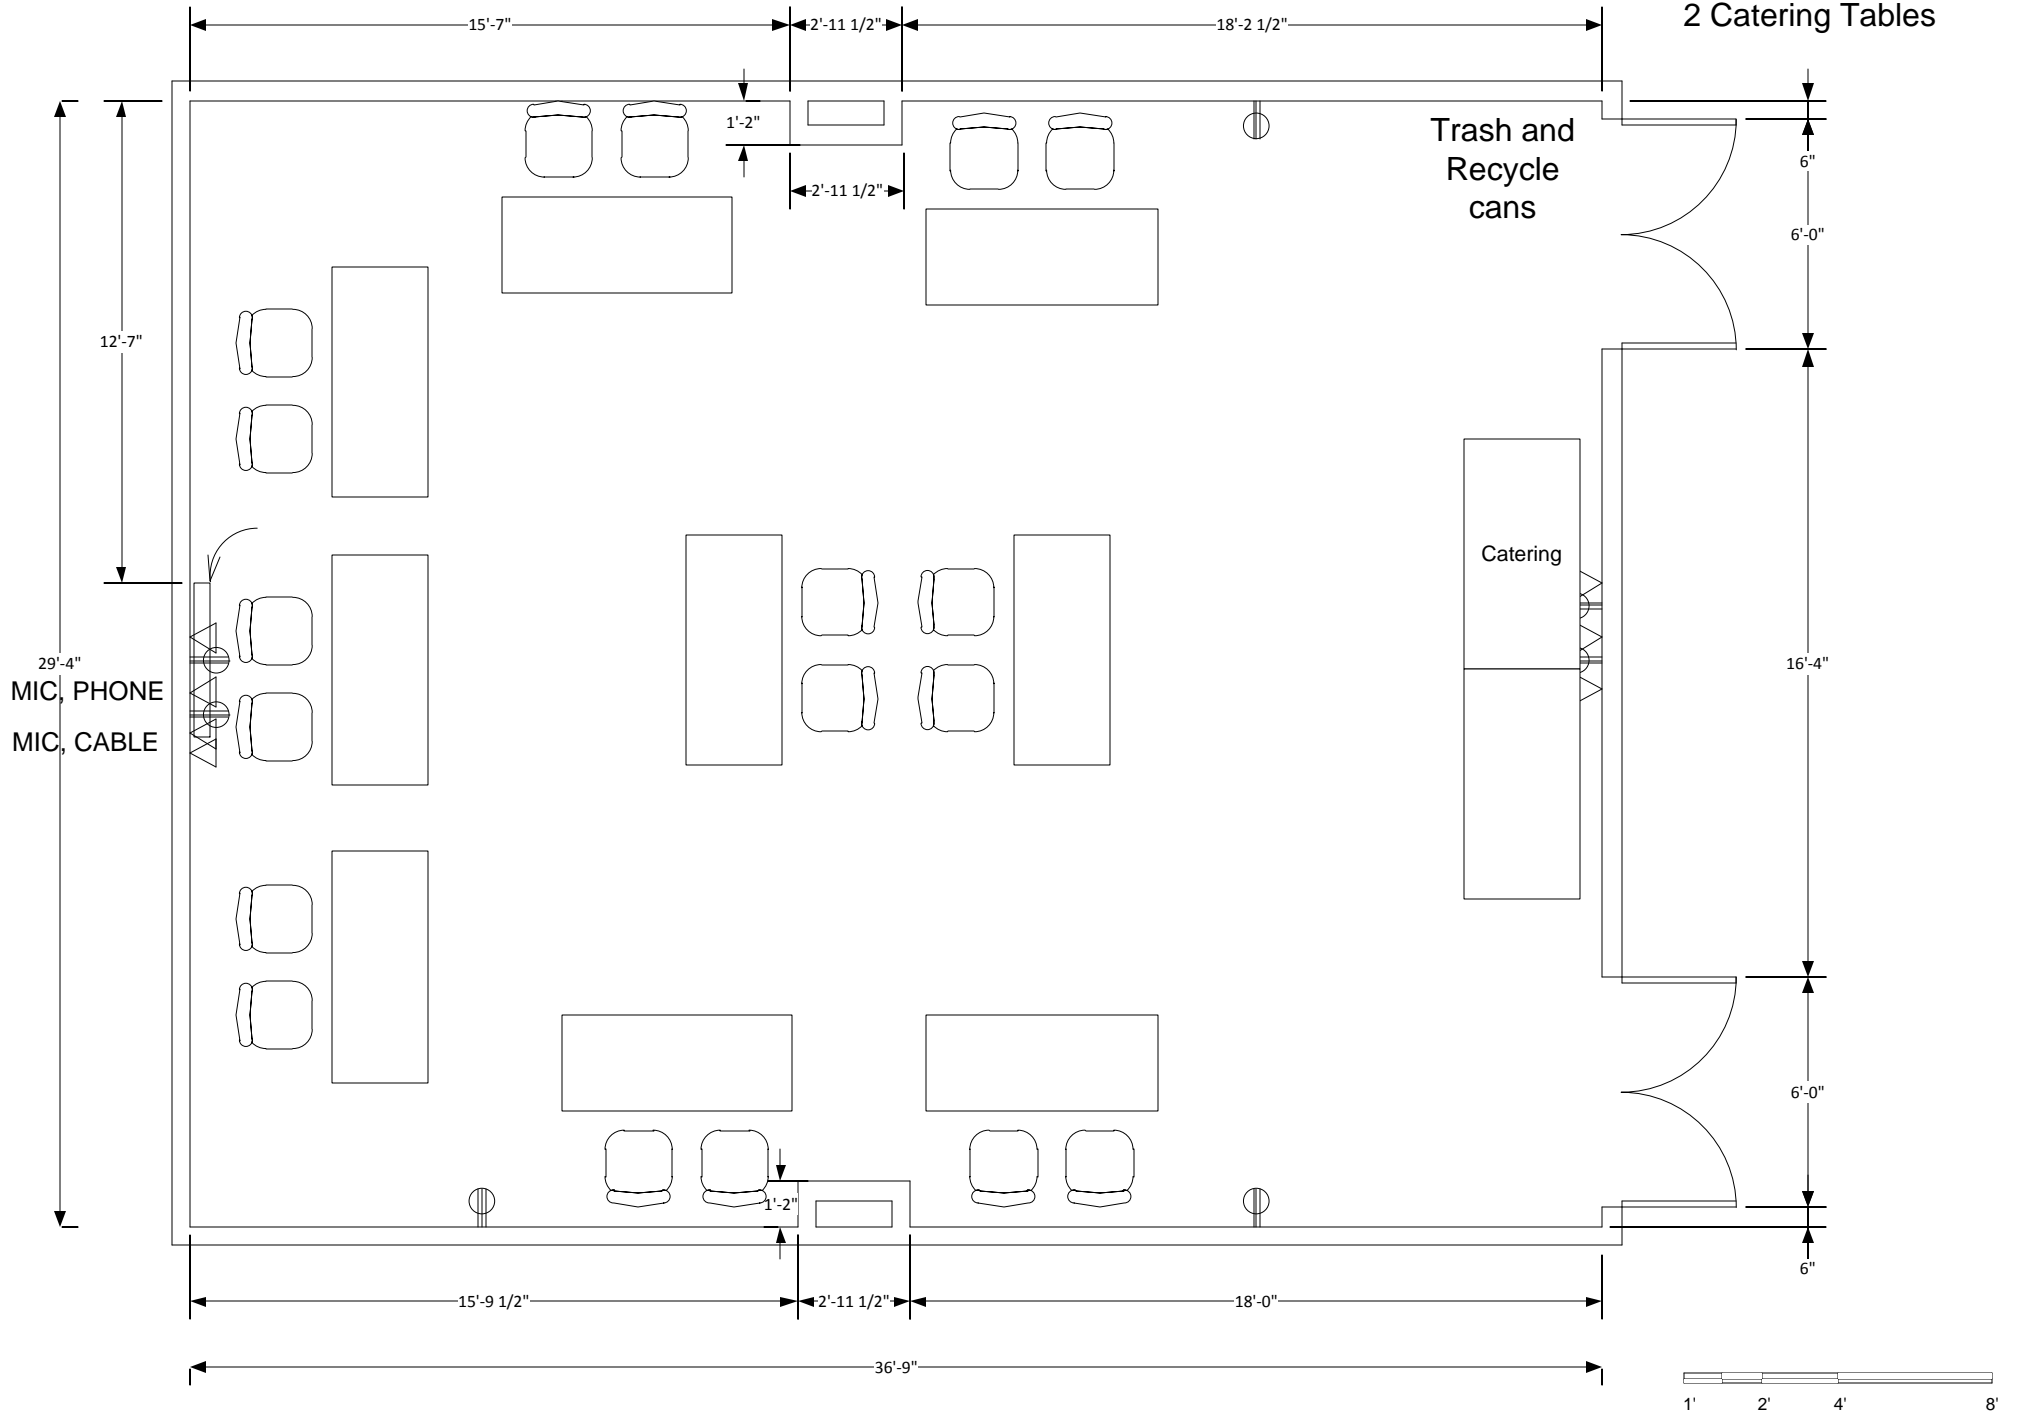 2 Catering Tables
15'-7"
2'-11 1/2"
18'-2 1/2"
1'-2"
Trash and
Recycle
cans
6"
2'-11 1/2"
6'-0"
12'-7"
Catering
29'-4"
16'-4"
MIC, PHONE
MIC, CABLE
6'-0"
1'-2"
6"
15'-9 1/2"
2'-11 1/2"
18'-0"
36'-9"
1' 2' 4' 8'